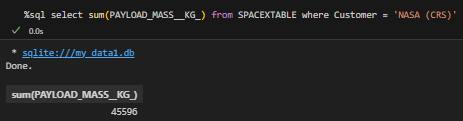 %sql select sum(PAYLOAD_MASS__KG_) from SPACEXTABLE where Customer = 'NASA (CRS)'
✓ 0.0s
* sqlite:///my_data1.db
Done.
sum(PAYLOAD_MASS__KG_)
45596